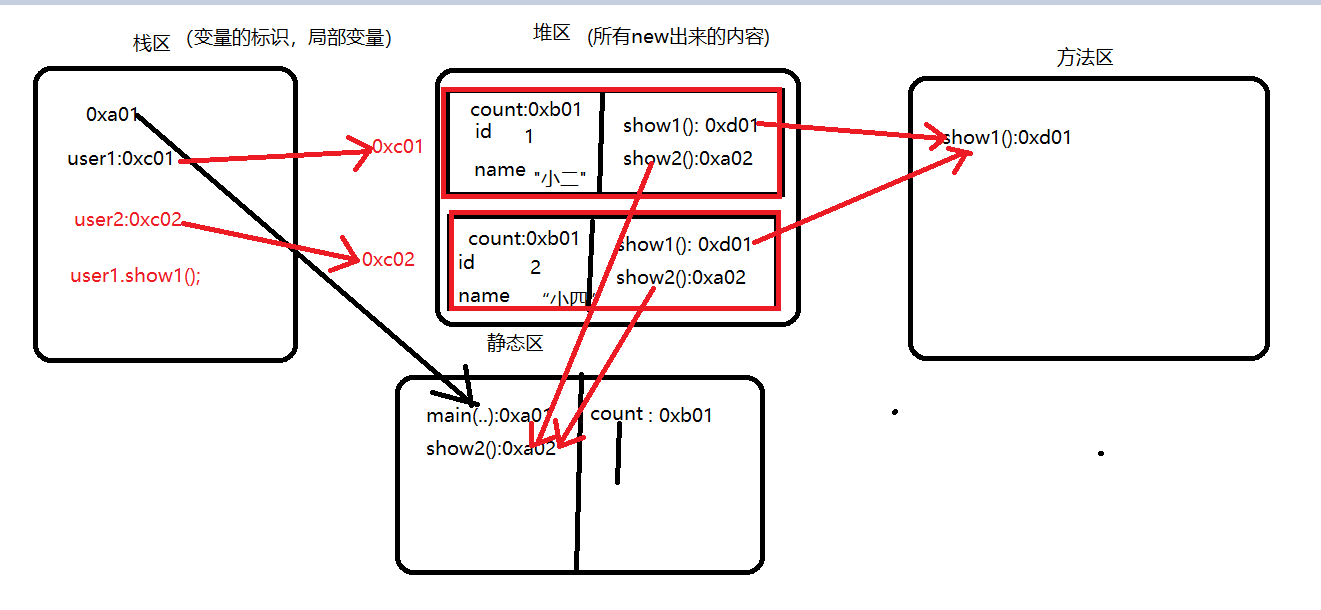 栈区 (变量的标识，局部变量)
0xa01
user1:0xc01
user2:0xc02
user1.show1();
堆区 (所有new出来的内容)
0xc01
count:0xb01
id 1
name "小二"
show1(): 0xd01
show2():0xa02
0xc02
count:0xb01
id 2
name “小四”
show1(): 0xd01
show2():0xa02
方法区
show1():0xd01
静态区
main(..):0xa01
show2():0xa02
count : 0xb01